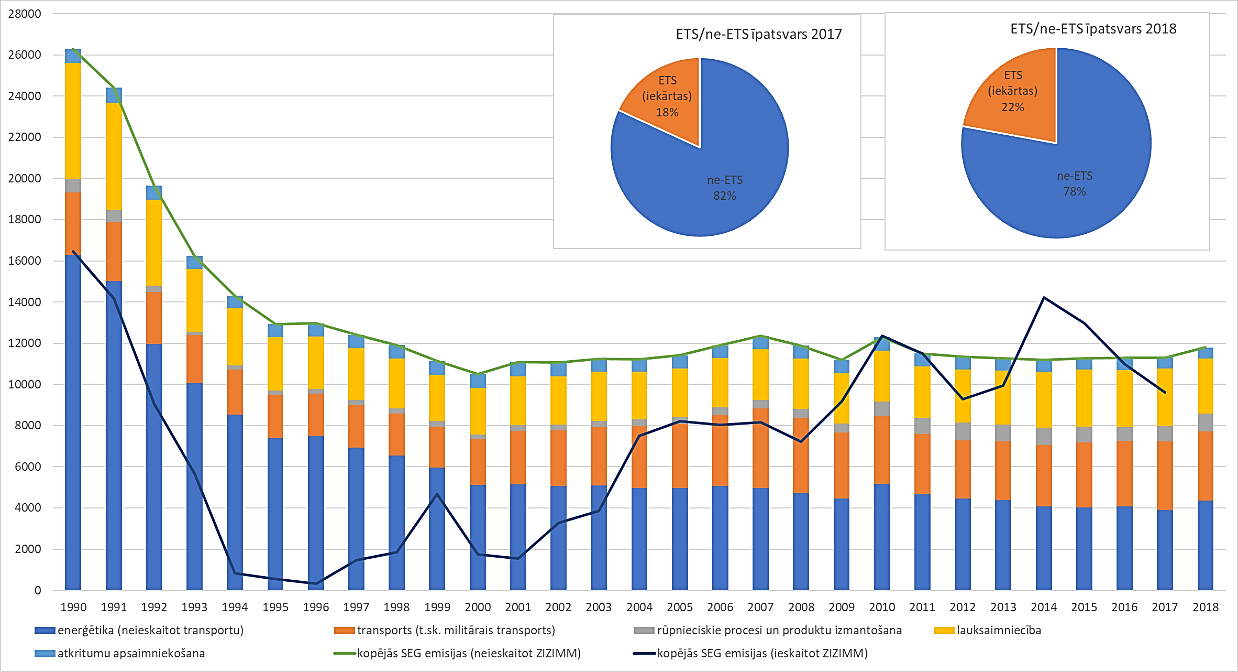 28000
26000
24000
22000
20000
18000
16000
14000
12000
10000
8000
6000
4000
2000
0
ETS/ne-ETS īpatsvars 2017
ETS
(iekārtas)
18%
ne-ETS
82%
ETS/ne-ETS īpatsvars 2018
ETS
(iekārtas)
22%
ne-ETS
78%
1990 1991 1992 1993 1994 1995 1996 1997 1998 1999 2000 2001 2002 2003 2004 2005 2006 2007 2008 2009 2010 2011 2012 2013 2014 2015 2016 2017 2018
enerģētika (neieskaitot transportu) transports (t.sk. militārais transports) rūpnieciskie procesi un produktu izmantošana lauksaimniecība
atkritumu apsaimniekošana kopējās SEG emisijas (neieskaitot ZIZIMM) kopējās SEG emisijas (ieskaitot ZIZIMM)